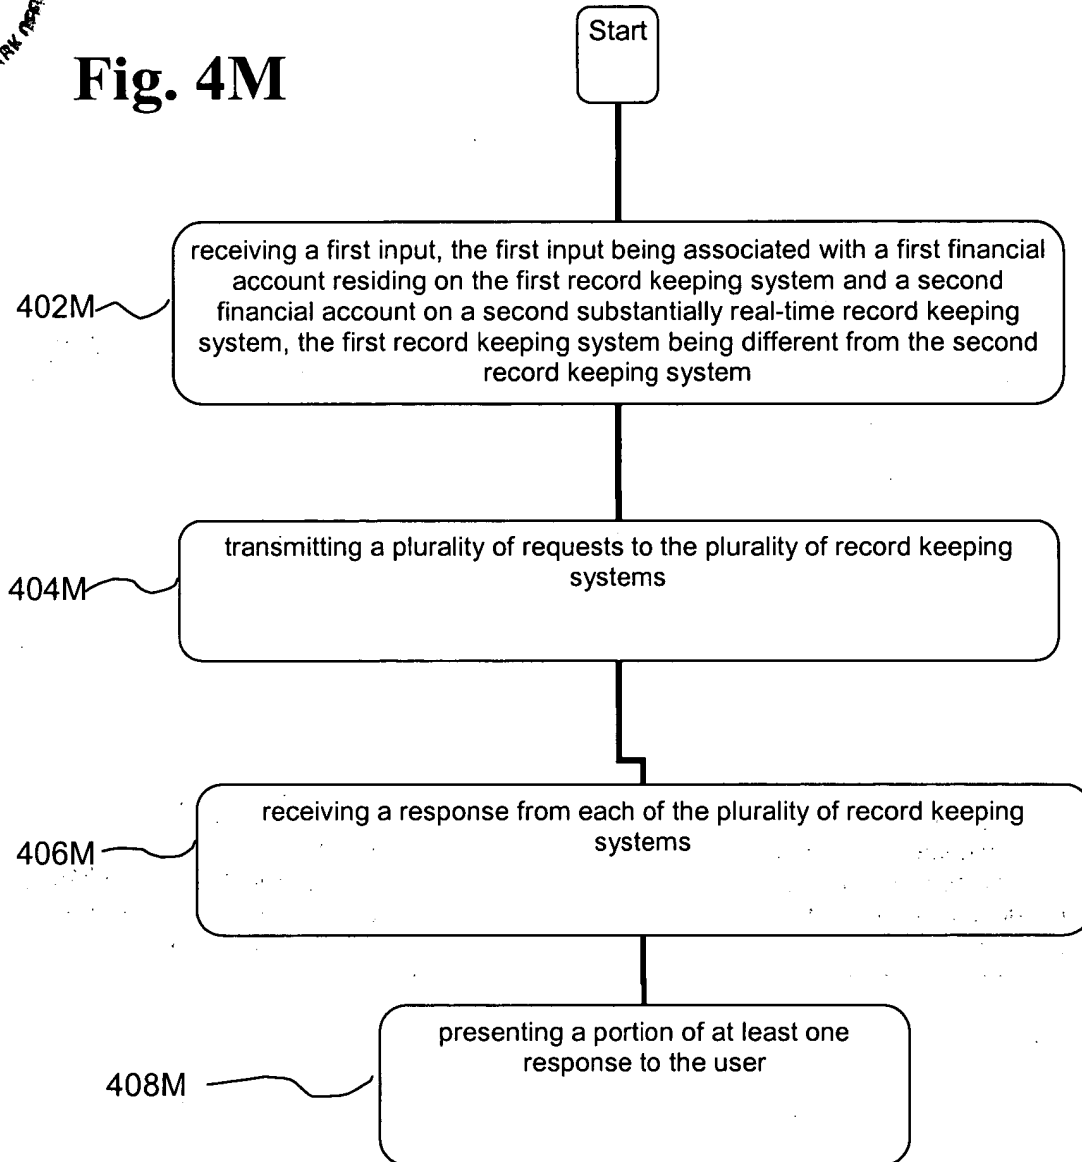 Fig. 4M
Start
402M
receiving a first input, the first input being associated with a first financial
account residing on the first record keeping system and a second
financial account on a second substantially real-time record keeping
system, the first record keeping system being different from the second
record keeping system
404M
transmitting a plurality of requests to the plurality of record keeping
systems
406M
receiving a response from each of the plurality of record keeping
systems
408M
presenting a portion of at least one
response to the user